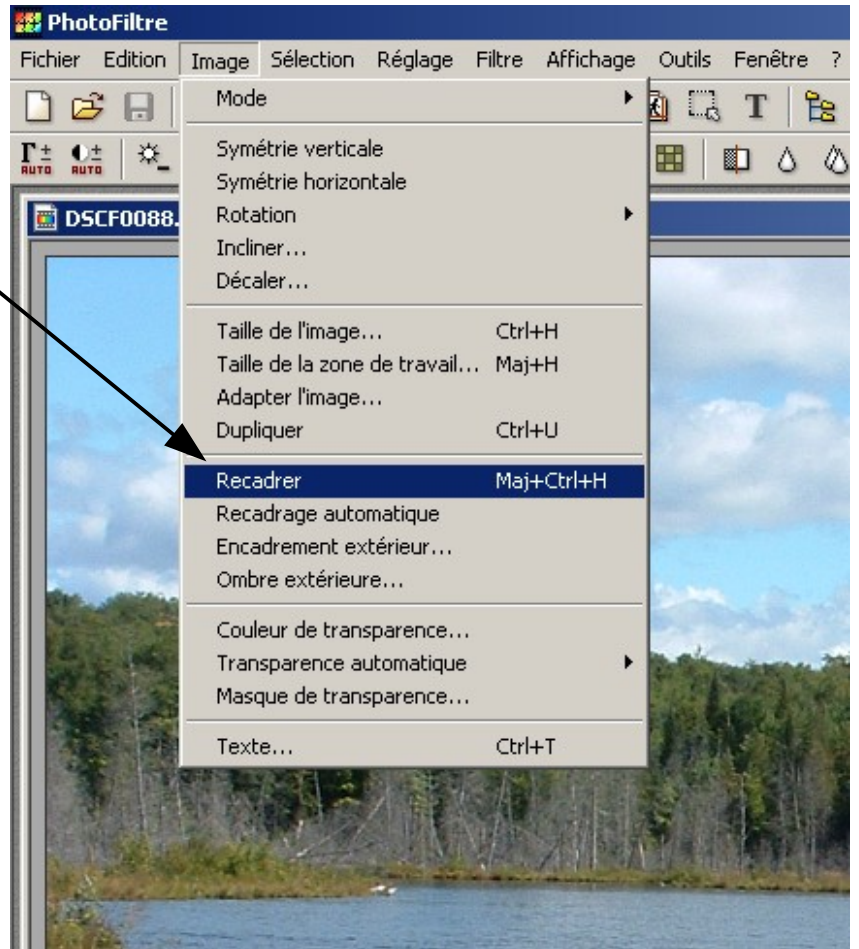 PhotoFiltre
Fichier Edition Image Sélection Réglage Filtre Affichage Outils Fenêtre ?
Mode
T
AUTO AUTO
Symétrie verticale
Symétrie horizontale
Rotation
DSCF0088.
Incliner...
Décaler...
Taille de l'image... Ctrl+H
Taille de la zone de travail... Maj+H
Adapter l'image...
Dupliquer Ctrl+U
Recadrer Maj+Ctrl+H
Recadrage automatique
Encadrement extérieur...
Ombre extérieure...
Couleur de transparence...
Transparence automatique
Masque de transparence...
Texte... Ctrl+T